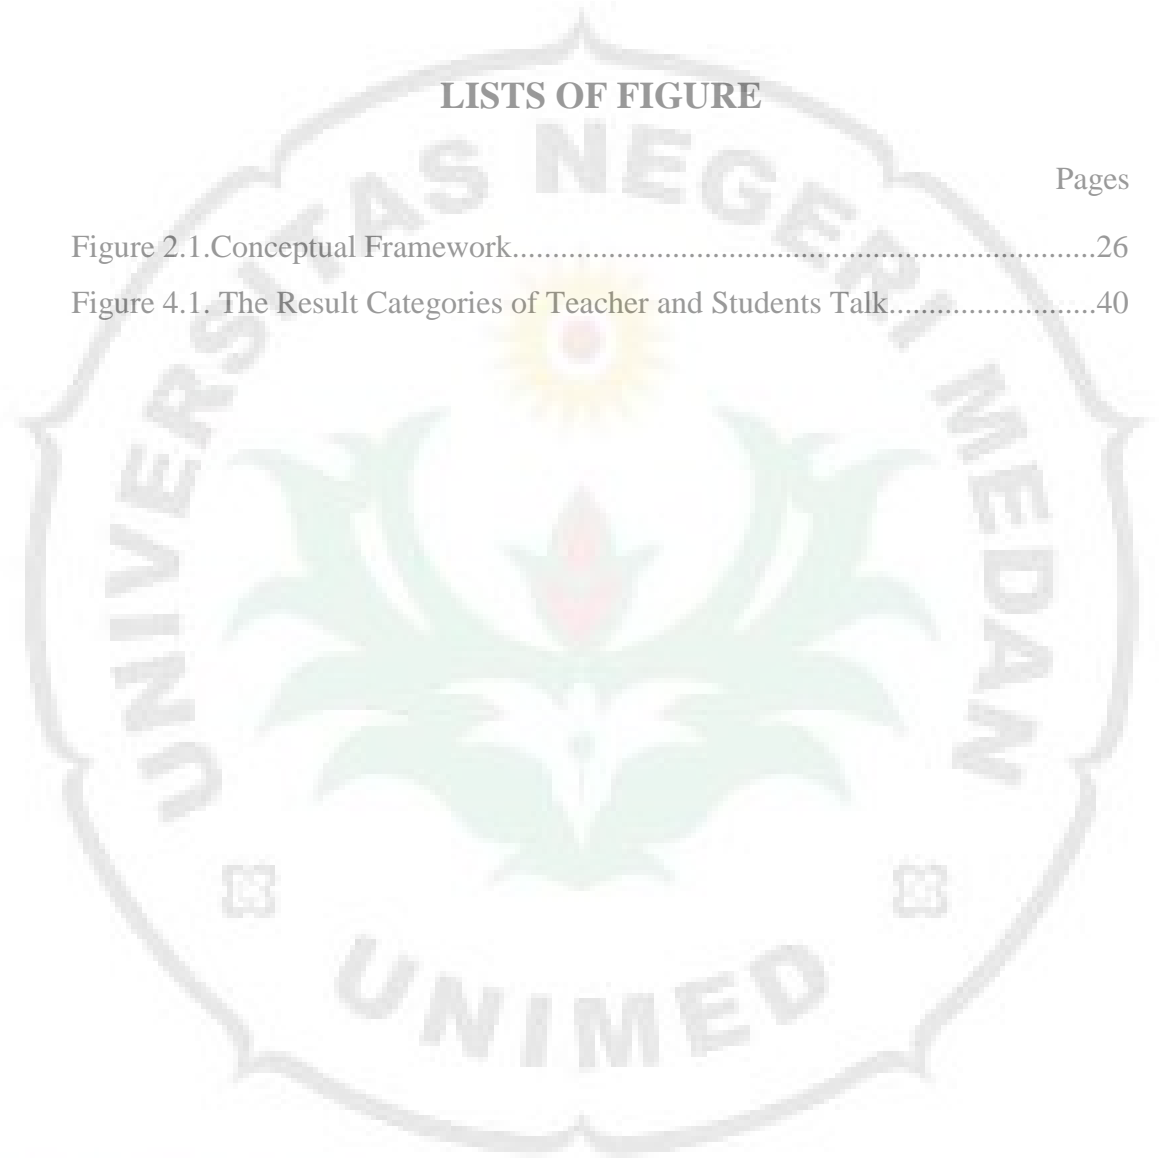 LISTS OF FIGURE
Pages
Figure 2.1.Conceptual Framework........................................................................26
Figure 4.1. The Result Categories of Teacher and Students Talk..........................40
UNIVERSITAS NEGERI MEDAN
UNIMED